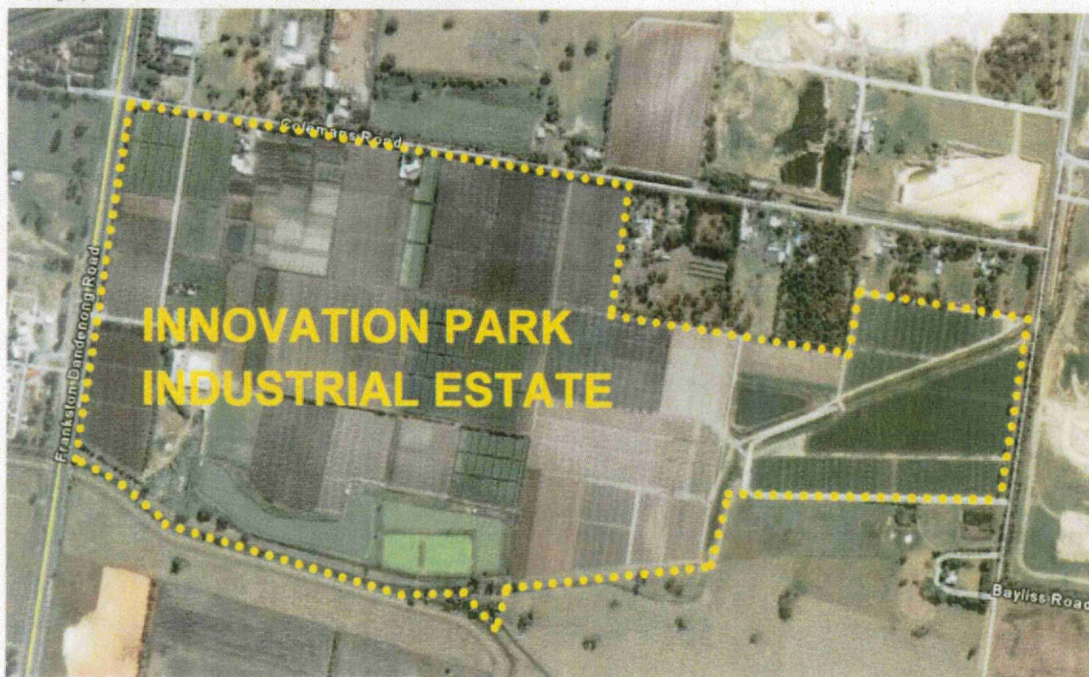 Colemans Road
Frankston Dandenong Road
INNOVATION PARK
INDUSTRIAL ESTATE
Bayliss Road